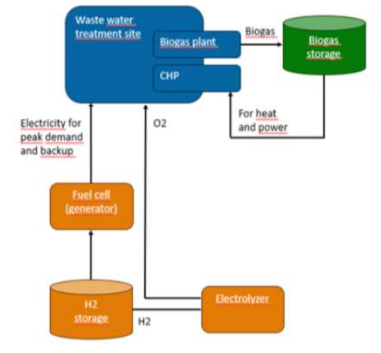 Waste water
treatment site
Biogas plant
Biogas
Biogas
storage
CHP
For heat
and power
Electricity for
peak demand
and backup
O2
Fuel cell
(generator)
H2
storage
H2
Electrolyzer